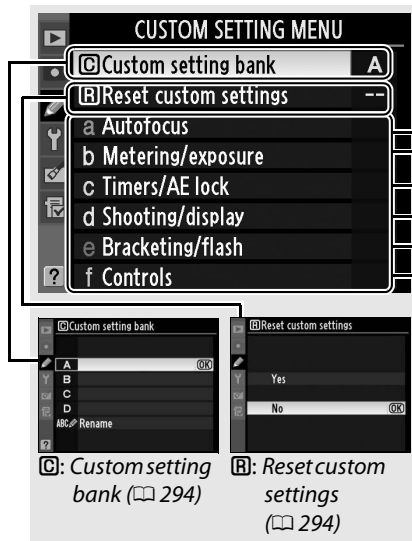 CUSTOM SETTING MENU
C Custom setting bank A
R Reset custom settings --
a Autofocus
b Metering/exposure
c Timers/AE lock
d Shooting/display
e Bracketing/flash
f Controls
?
C Custom setting bank
A OK
B
C
D
ABC Rename
?
R Reset custom settings
Yes
No OK
C: Custom setting
bank (294)
R: Reset custom
settings
(294)